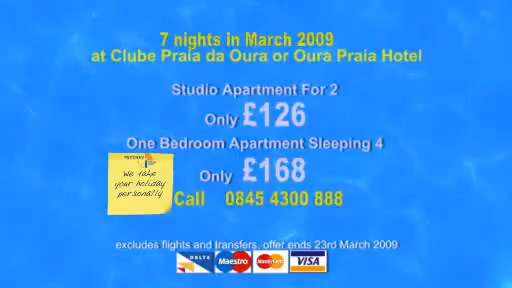 7 nights in March 2009
at Clube Praia da Oura or Oura Praia Hotel
Studio Apartment For 2
Only £126
One Bedroom Apartment Sleeping 4
Only £168
We take
your holiday
personally
Call 0845 4300 888
excludes flights and transfers, offer ends 23rd March 2009
DELTA Maestro MasterCard VISA